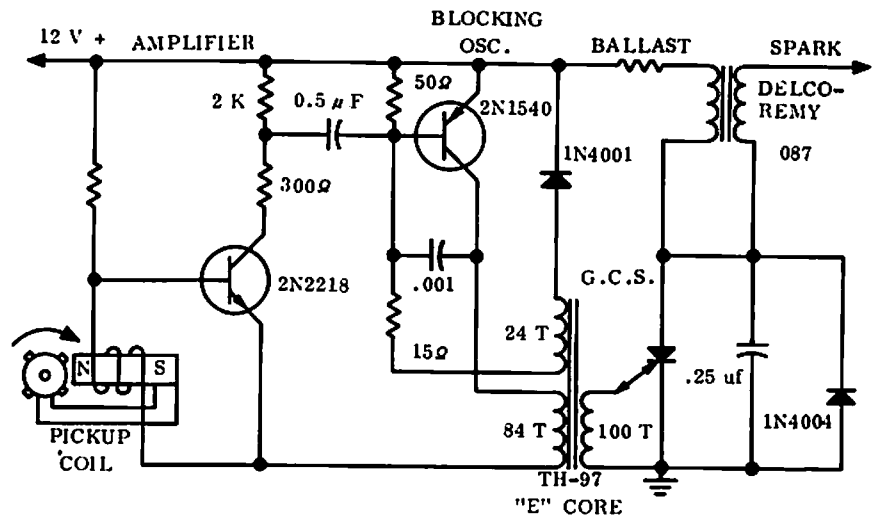 BLOCKING
OSC.
12 V +
AMPLIFIER
BALLAST
SPARK
2 K
0.5 µF
50Ω
2N1540
DELCO-
REMY
087
1N4001
300Ω
2N2218
.001
G.C.S.
24 T
15Ω
N
S
.25 uf
84 T
100 T
1N4004
PICKUP
COIL
TH-97
"E" CORE